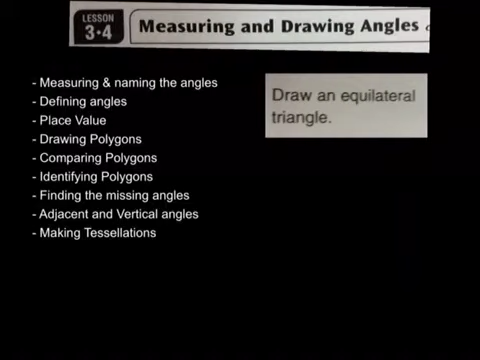 LESSON
3•4
Measuring and Drawing Angles
- Measuring & naming the angles
- Defining angles
- Place Value
- Drawing Polygons
- Comparing Polygons
- Identifying Polygons
- Finding the missing angles
- Adjacent and Vertical angles
- Making Tessellations
Draw an equilateral
triangle.